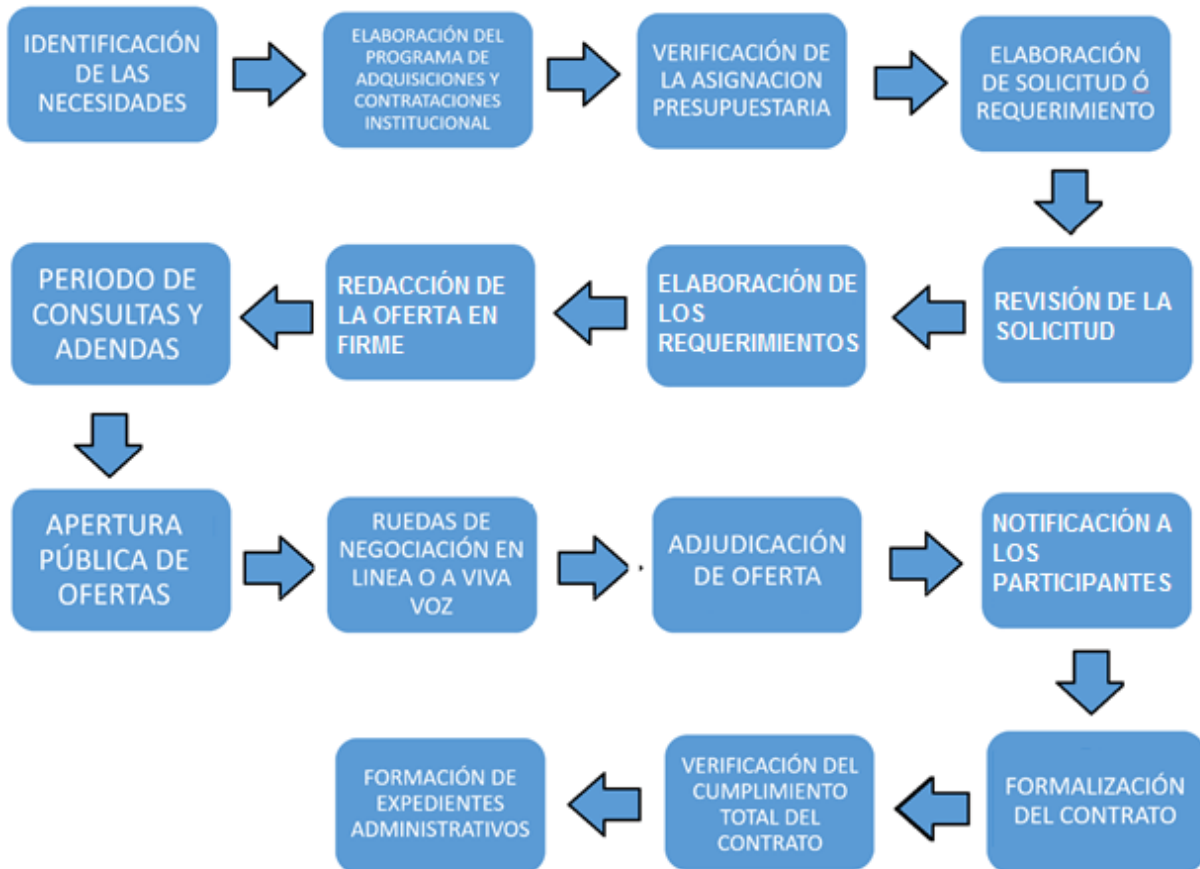 IDENTIFICACIÓN
DE LAS
NECESIDADES
ELABORACIÓN DEL
PROGRAMA DE
ADQUISICIONES Y
CONTRATACIONES
INSTITUCIONAL
VERIFICACIÓN DE
LA ASIGNACION
PRESUPUESTARIA
ELABORACIÓN
DE SOLICITUD Ó
REQUERIMIENTO
REVISIÓN DE LA
SOLICITUD
ELABORACIÓN DE
LOS
REQUERIMIENTOS
REDACCIÓN DE
LA OFERTA EN
FIRME
PERIODO DE
CONSULTAS Y
ADENDAS
APERTURA
PÚBLICA DE
OFERTAS
RUEDAS DE
NEGOCIACIÓN EN
LINEA O A VIVA
VOZ
ADJUDICACIÓN
DE OFERTA
NOTIFICACIÓN A
LOS
PARTICIPANTES
FORMALIZACIÓN
DEL CONTRATO
VERIFICACIÓN DEL
CUMPLIMIENTO
TOTAL DEL
CONTRATO
FORMACIÓN DE
EXPEDIENTES
ADMINISTRATIVOS